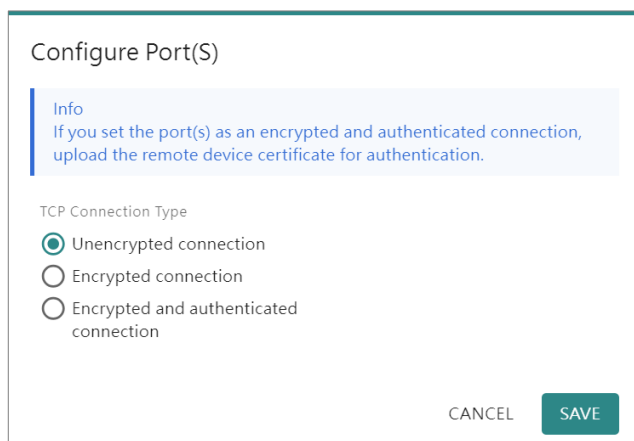 Configure Port(S)
Info
If you set the port(s) as an encrypted and authenticated connection,
upload the remote device certificate for authentication.
TCP Connection Type
Unencrypted connection
Encrypted connection
Encrypted and authenticated
connection
CANCEL
SAVE